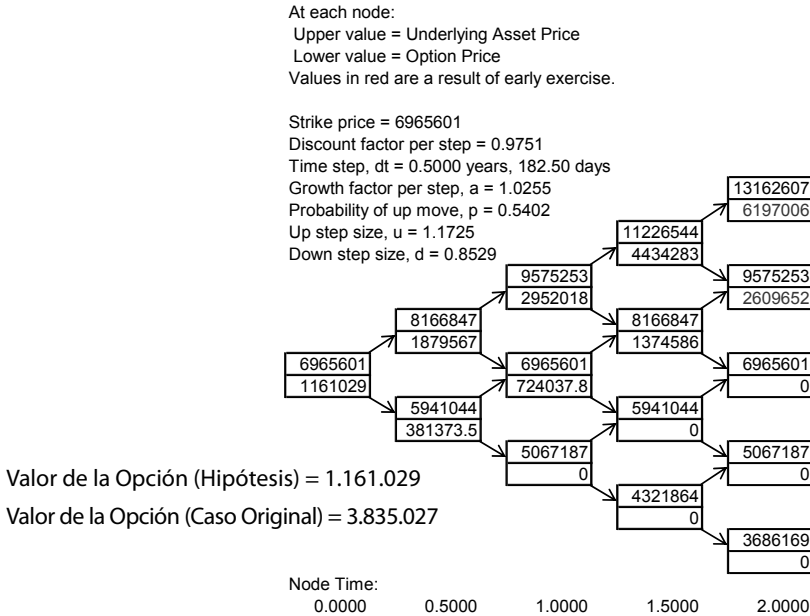 At each node:
Upper value = Underlying Asset Price
Lower value = Option Price
Values in red are a result of early exercise.
Strike price = 6965601
Discount factor per step = 0.9751
Time step, dt = 0.5000 years, 182.50 days
Growth factor per step, a = 1.0255
Probability of up move, p = 0.5402
Up step size, u = 1.1725
Down step size, d = 0.8529
13162607
6197006
11226544
4434283
9575253
2952018
9575253
2609652
8166847
1879567
8166847
1374586
6965601
1161029
6965601
724037.8
6965601
0
5941044
381373.5
5941044
0
5067187
0
5067187
0
4321864
0
3686169
0
Valor de la Opción (Hipótesis) = 1.161.029
Valor de la Opción (Caso Original) = 3.835.027
Node Time:
0.0000 0.5000 1.0000 1.5000 2.0000